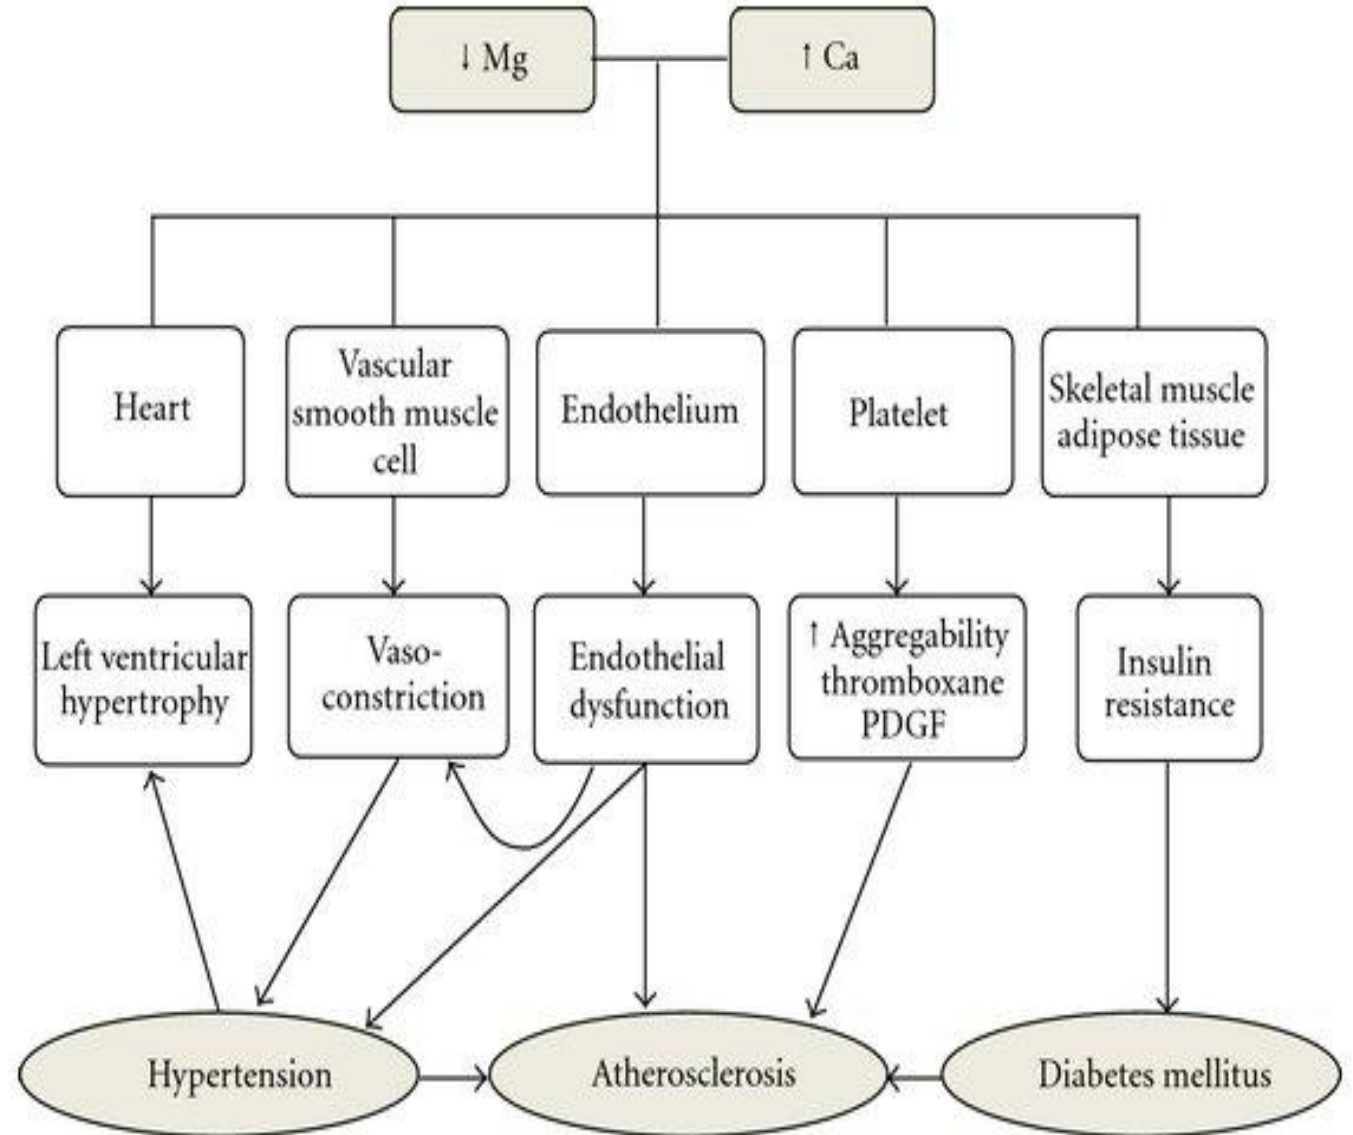 ↓ Mg
↑ Ca
Heart
Vascular
smooth muscle
cell
Endothelium
Platelet
Skeletal muscle
adipose tissue
Left ventricular
hypertrophy
Vaso-
constriction
Endothelial
dysfunction
↑ Aggregability
thromboxane
PDGF
Insulin
resistance
Hypertension
Atherosclerosis
Diabetes mellitus